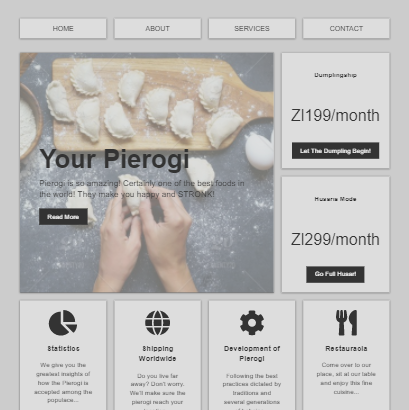 HOME ABOUT SERVICES CONTACT
Your Pierogi
Pierogi is so amazing! Certainly one of the best foods in
the world! They make you happy and STRONK!
Read More
Dumplingship
Zl199/month
Let The Dumpling Begin!
Husaria Mode
Zl299/month
Go Full Husar!
Statistics
We give you the
greatest insights of
how the Pierogi is
accepted among the
populace...
Shipping
Worldwide
Do you live far
away? Don't worry.
We'll make sure the
pierogi reach your
Development of
Pierogi
Following the best
practices dictated by
traditions and
several generations
Restauracja
Come over to our
place, sit at our table
and enjoy this fine
cuisine...